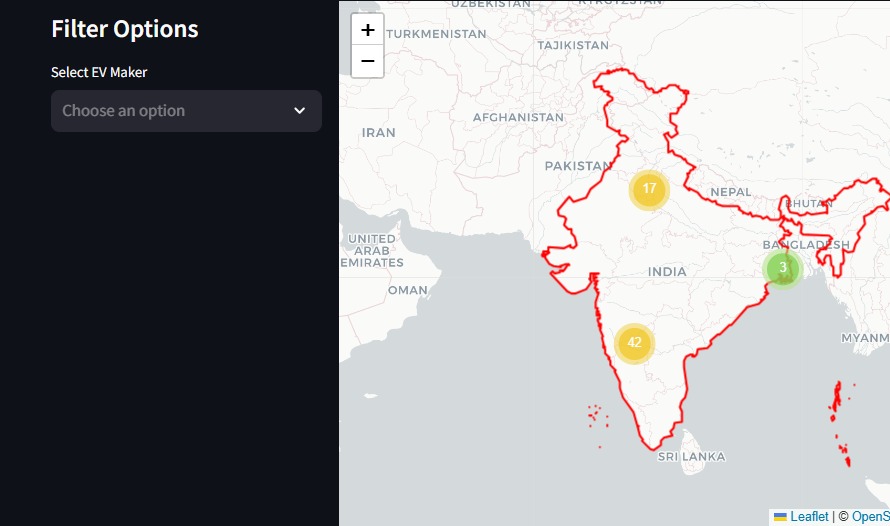 Filter Options
Select EV Maker
Choose an option
+
−
UZBEKISTAN
KYRGYZSTAN
TURKMENISTAN
TAJIKISTAN
AFGHANISTAN
IRAN
PAKISTAN
17
NEPAL
BHUTAN
UNITED
ARAB
EMIRATES
BANGLADESH
3
INDIA
OMAN
42
MYANM
SRI LANKA
Leaflet | © OpenS